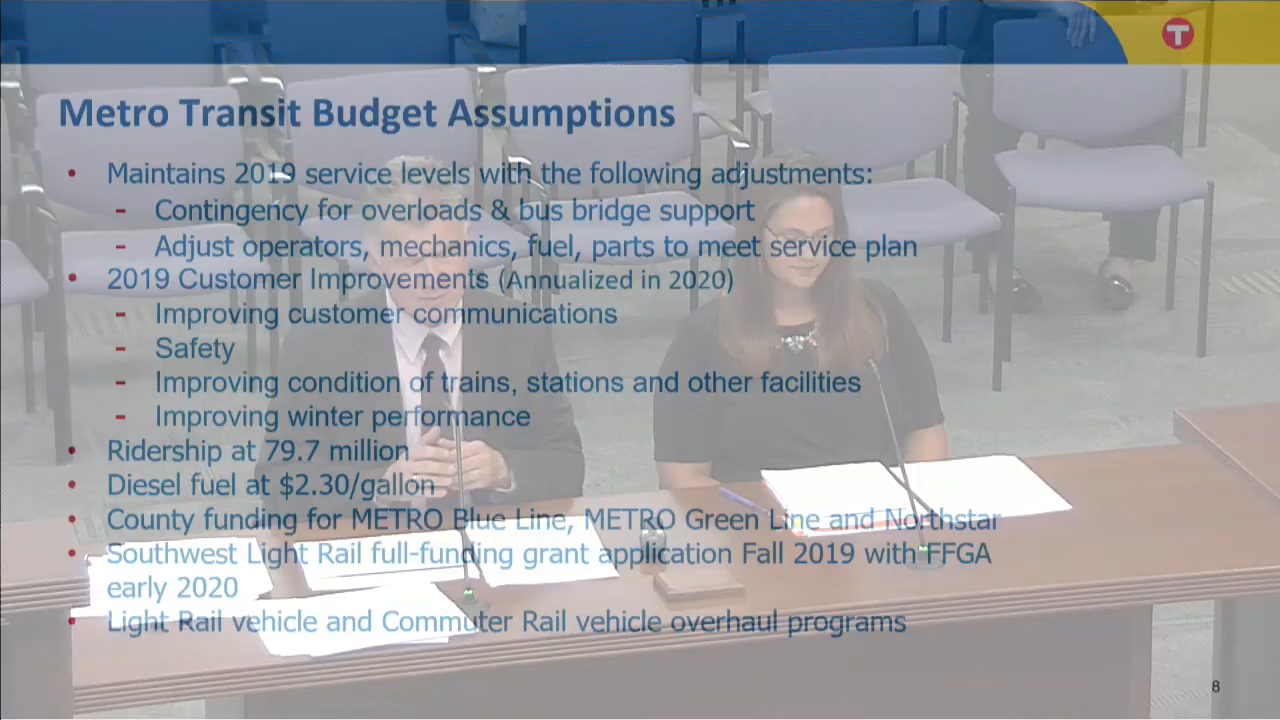 T
Metro Transit Budget Assumptions
• Maintains 2019 service levels with the following adjustments:
- Contingency for overloads & bus bridge support
- Adjust operators, mechanics, fuel, parts to meet service plan
• 2019 Customer Improvements (Annualized in 2020)
- Improving customer communications
- Safety
- Improving condition of trains, stations and other facilities
- Improving winter performance
• Ridership at 79.7 million
• Diesel fuel at $2.30/gallon
• County funding for METRO Blue Line, METRO Green Line and Northstar
• Southwest Light Rail full-funding grant application Fall 2019 with FFGA
early 2020
• Light Rail vehicle and Commuter Rail vehicle overhaul programs
8